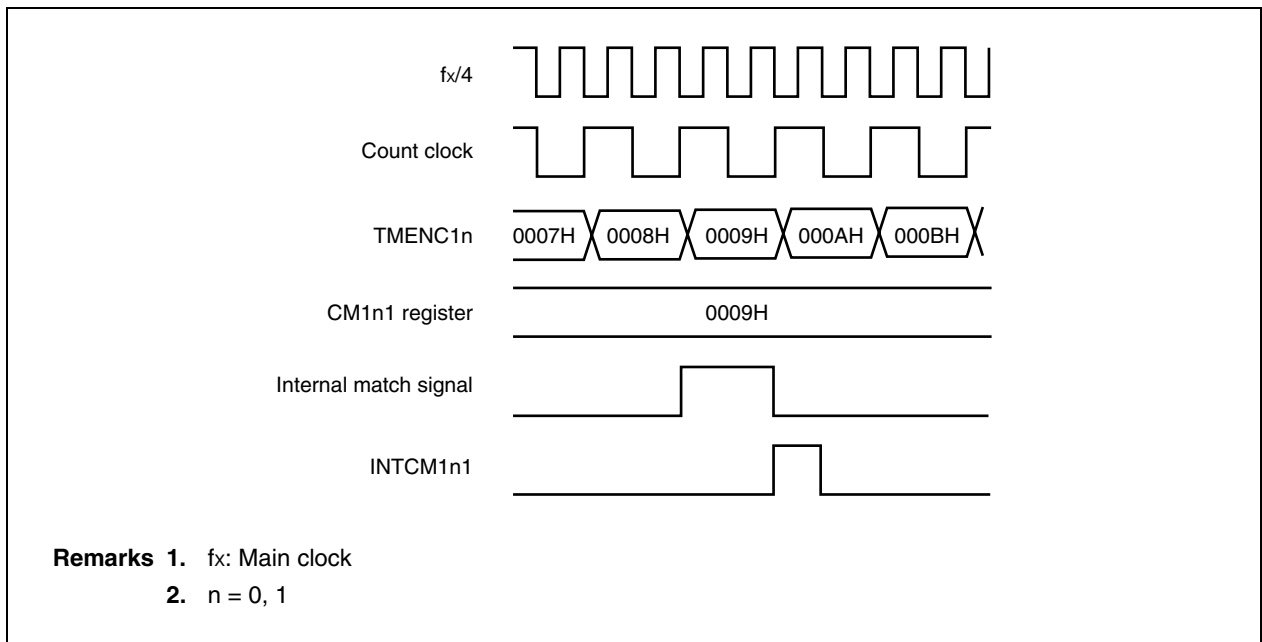 fx/4
Count clock
TMENC1n 0007H 0008H 0009H 000AH 000BH
CM1n1 register 0009H
Internal match signal
INTCM1n1
Remarks 1. fx: Main clock
2. n = 0, 1